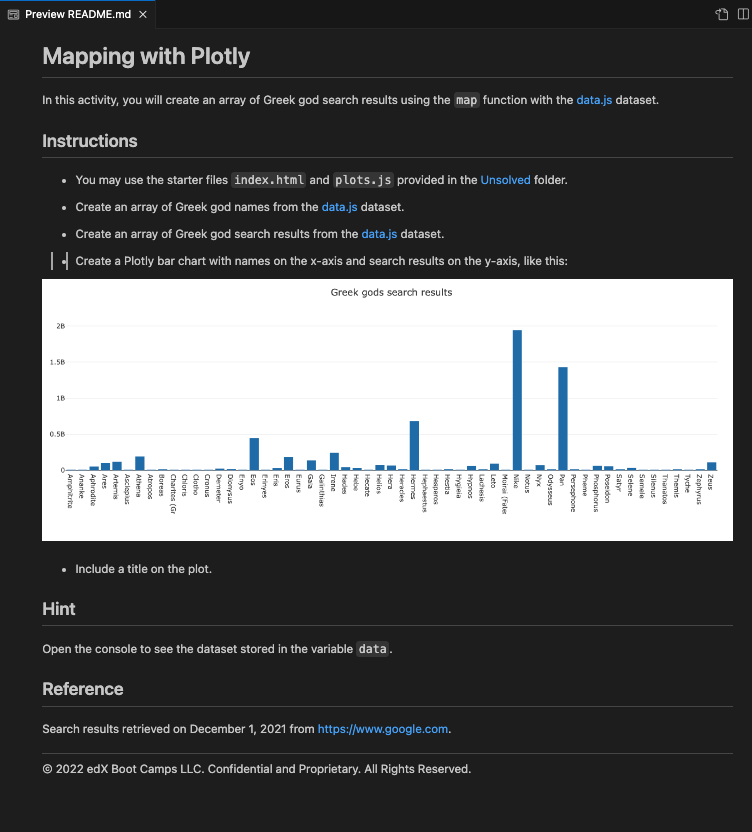 Preview README.md
Mapping with Plotly
In this activity, you will create an array of Greek god search results using the map function with the data.js dataset.
Instructions
• You may use the starter files index.html and plots.js provided in the Unsolved folder.
• Create an array of Greek god names from the data.js dataset.
• Create an array of Greek god search results from the data.js dataset.
• Create a Plotly bar chart with names on the x-axis and search results on the y-axis, like this:
Greek gods search results
2B
1.5B
1B
0.5B
0
Amphitrite
Ananke
Aphrodite
Ares
Artemis
Asclepius
Athena
Atropos
Boreas
Charites (Gr
Chloris
Clotho
Cronus
Demeter
Dionysus
Enyo
Eos
Erinyes
Eris
Eros
Eurus
Gaia
Galinthias
Irene
Hades
Hebe
Hecate
Helios
Hera
Heracles
Hermes
Hephaestus
Hesperos
Hestia
Hygieia
Hypnos
Lachesis
Leto
Moirai (Fates
Nike
Notus
Nyx
Odysseus
Pan
Persephone
Pheme
Phosphorus
Poseidon
Satyr
Selene
Semele
Silenus
Thanatos
Themis
Tyche
Zephyrus
Zeus
• Include a title on the plot.
Hint
Open the console to see the dataset stored in the variable data.
Reference
Search results retrieved on December 1, 2021 from https://www.google.com.
© 2022 edX Boot Camps LLC. Confidential and Proprietary. All Rights Reserved.